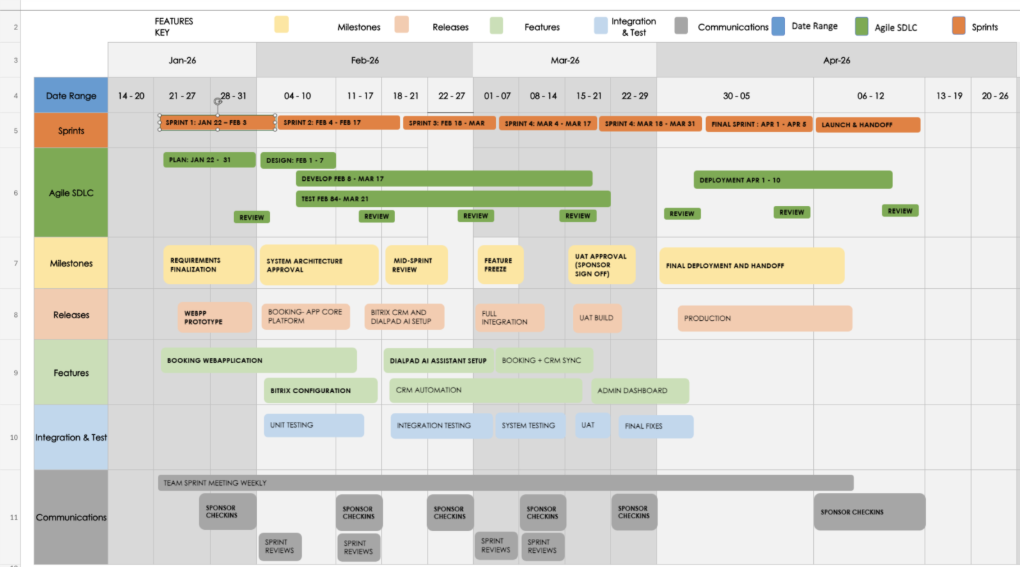 2
FEATURES
KEY
Milestones
Releases
Features
Integration
& Test
Communications
Date Range
Agile SDLC
Sprints
3
Jan-26
Feb-26
Mar-26
Apr-26
4
Date Range
14 - 20
21 - 27
28 - 31
04 - 10
11 - 17
18 - 21
22 - 27
01 - 07
08 - 14
15 - 21
22 - 29
30 - 05
06 - 12
13 - 19
20 - 26
5
Sprints
SPRINT 1: JAN 22 – FEB 3
SPRINT 2: FEB 4 - FEB 17
SPRINT 3: FEB 18 - MAR
SPRINT 4: MAR 4 - MAR 17
SPRINT 4: MAR 18 - MAR 31
FINAL SPRINT : APR 1 - APR 5
LAUNCH & HANDOFF
6
Agile SDLC
PLAN: JAN 22 - 31
DESIGN: FEB 1 - 7
DEVELOP FEB 8 - MAR 17
DEPLOYMENT APR 1 - 10
TEST FEB 84- MAR 21
REVIEW
REVIEW
REVIEW
REVIEW
REVIEW
REVIEW
REVIEW
7
Milestones
REQUIREMENTS
FINALIZATION
SYSTEM ARCHITECTURE
APPROVAL
MID-SPRINT
REVIEW
FEATURE
FREEZE
UAT APPROVAL
(SPONSOR
SIGN OFF)
FINAL DEPLOYMENT AND HANDOFF
8
Releases
WEBPP
PROTOTYPE
BOOKING- APP CORE
PLATFORM
BITRIX CRM AND
DIALPAD AI SETUP
FULL
INTEGRATION
UAT BUILD
PRODUCTION
9
Features
BOOKING WEBAPPLICATION
DIALPAD AI ASSISTANT SETUP
BOOKING + CRM SYNC
BITRIX CONFIGURATION
CRM AUTOMATION
ADMIN DASHBOARD
10
Integration & Test
UNIT TESTING
INTEGRATION TESTING
SYSTEM TESTING
UAT
FINAL FIXES
11
Communications
TEAM SPRINT MEETING WEEKLY
SPONSOR
CHECKINS
SPONSOR
CHECKINS
SPONSOR
CHECKINS
SPONSOR
CHECKINS
SPONSOR
CHECKINS
SPONSOR CHECKINS
SPRINT
REVIEWS
SPRINT
REVIEWS
SPRINT
REVIEWS
SPRINT
REVIEWS